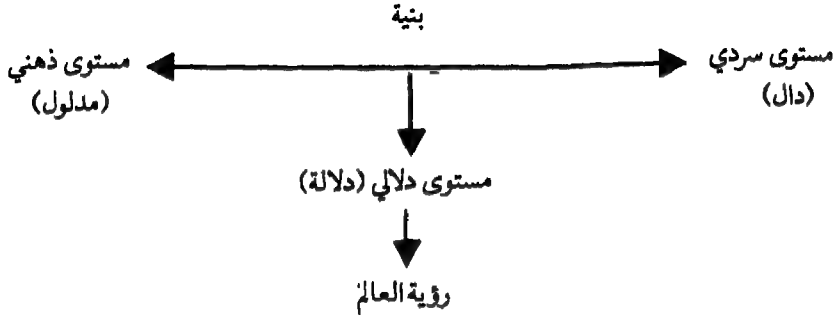 بنية
مستوى سردي
(دال)
مستوى ذهني
(مدلول)
مستوى دلالي (دلالة)
رؤية العالم